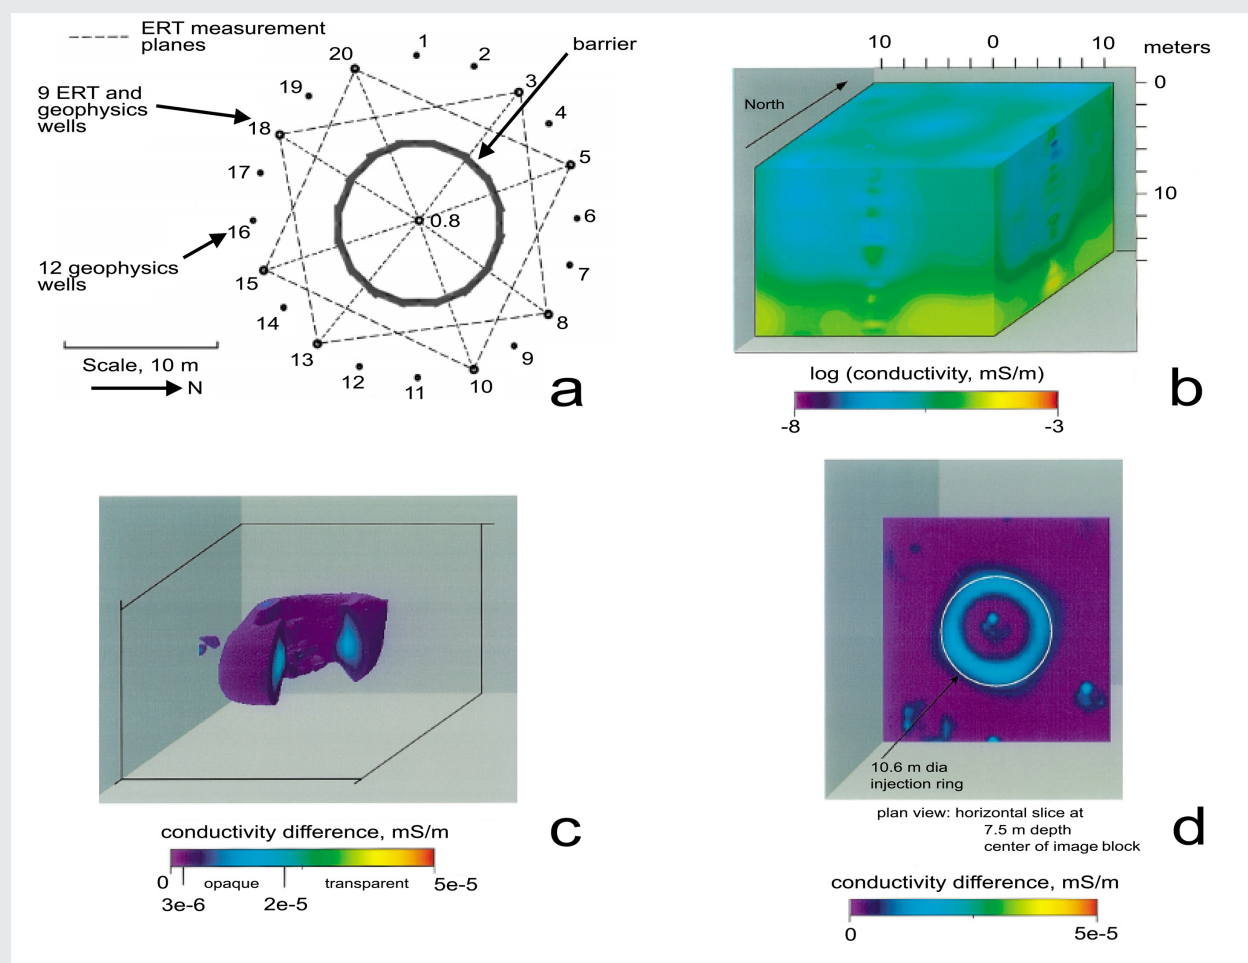 ERT measurement
planes
9 ERT and
geophysics
wells
12 geophysics
wells
barrier
1
2
3
4
5
6
7
8
9
10
11
12
13
14
15
16
17
18
19
20
0.8
Scale, 10 m
N
a
10 0 10 meters
0
10
North
log (conductivity, mS/m)
-8 -3
b
conductivity difference, mS/m
0 opaque transparent 5e-5
3e-6 2e-5
c
10.6 m dia
injection ring
plan view: horizontal slice at
7.5 m depth
center of image block
d
conductivity difference, mS/m
0 5e-5